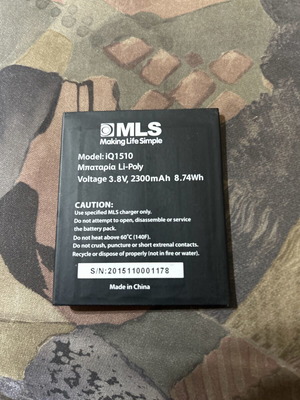 MLS
Making Life Simple
Model: iQ1510
Μπαταρία Li-Poly
Voltage 3.8V, 2300mAh 8.74Wh
CAUTION:
Use specified MLS charger only.
Do not attempt to open, disassemble or service
the battery pack.
Do not heat above 60°C (140F).
Do not crush, puncture or short external contacts.
Recycle or dispose of properly (not in fire or water).
S/N:2015110001178
Made in China